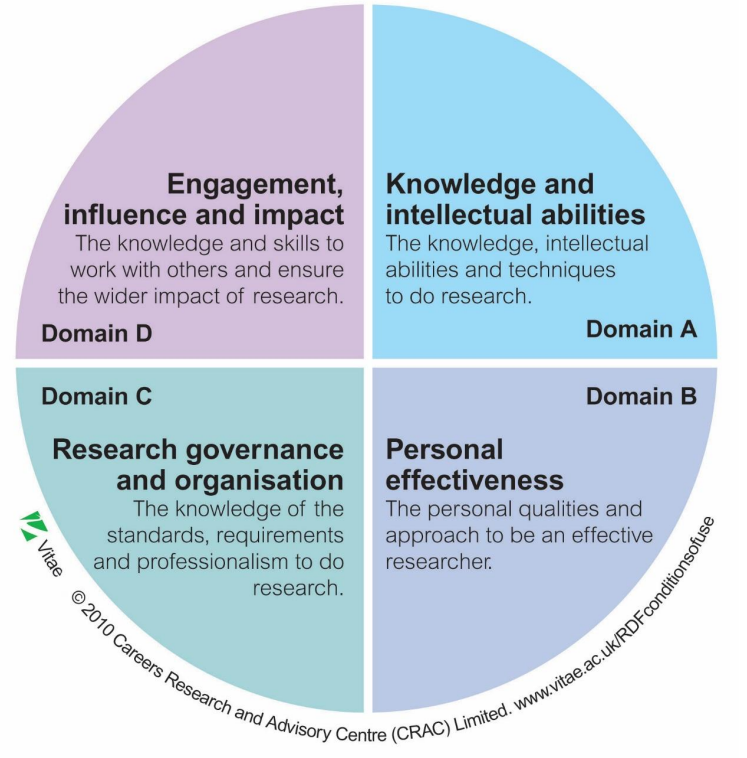 Engagement,
influence and impact
The knowledge and skills to
work with others and ensure
the wider impact of research.
Domain D
Knowledge and
intellectual abilities
The knowledge, intellectual
abilities and techniques
to do research.
Domain A
Domain C
Research governance
and organisation
The knowledge of the
standards, requirements
and professionalism to do
research.
Domain B
Personal
effectiveness
The personal qualities and
approach to be an effective
researcher.
Vitae
© 2010 Careers Research and Advisory Centre (CRAC) Limited. www.vitae.ac.uk/RDFconditionsofuse